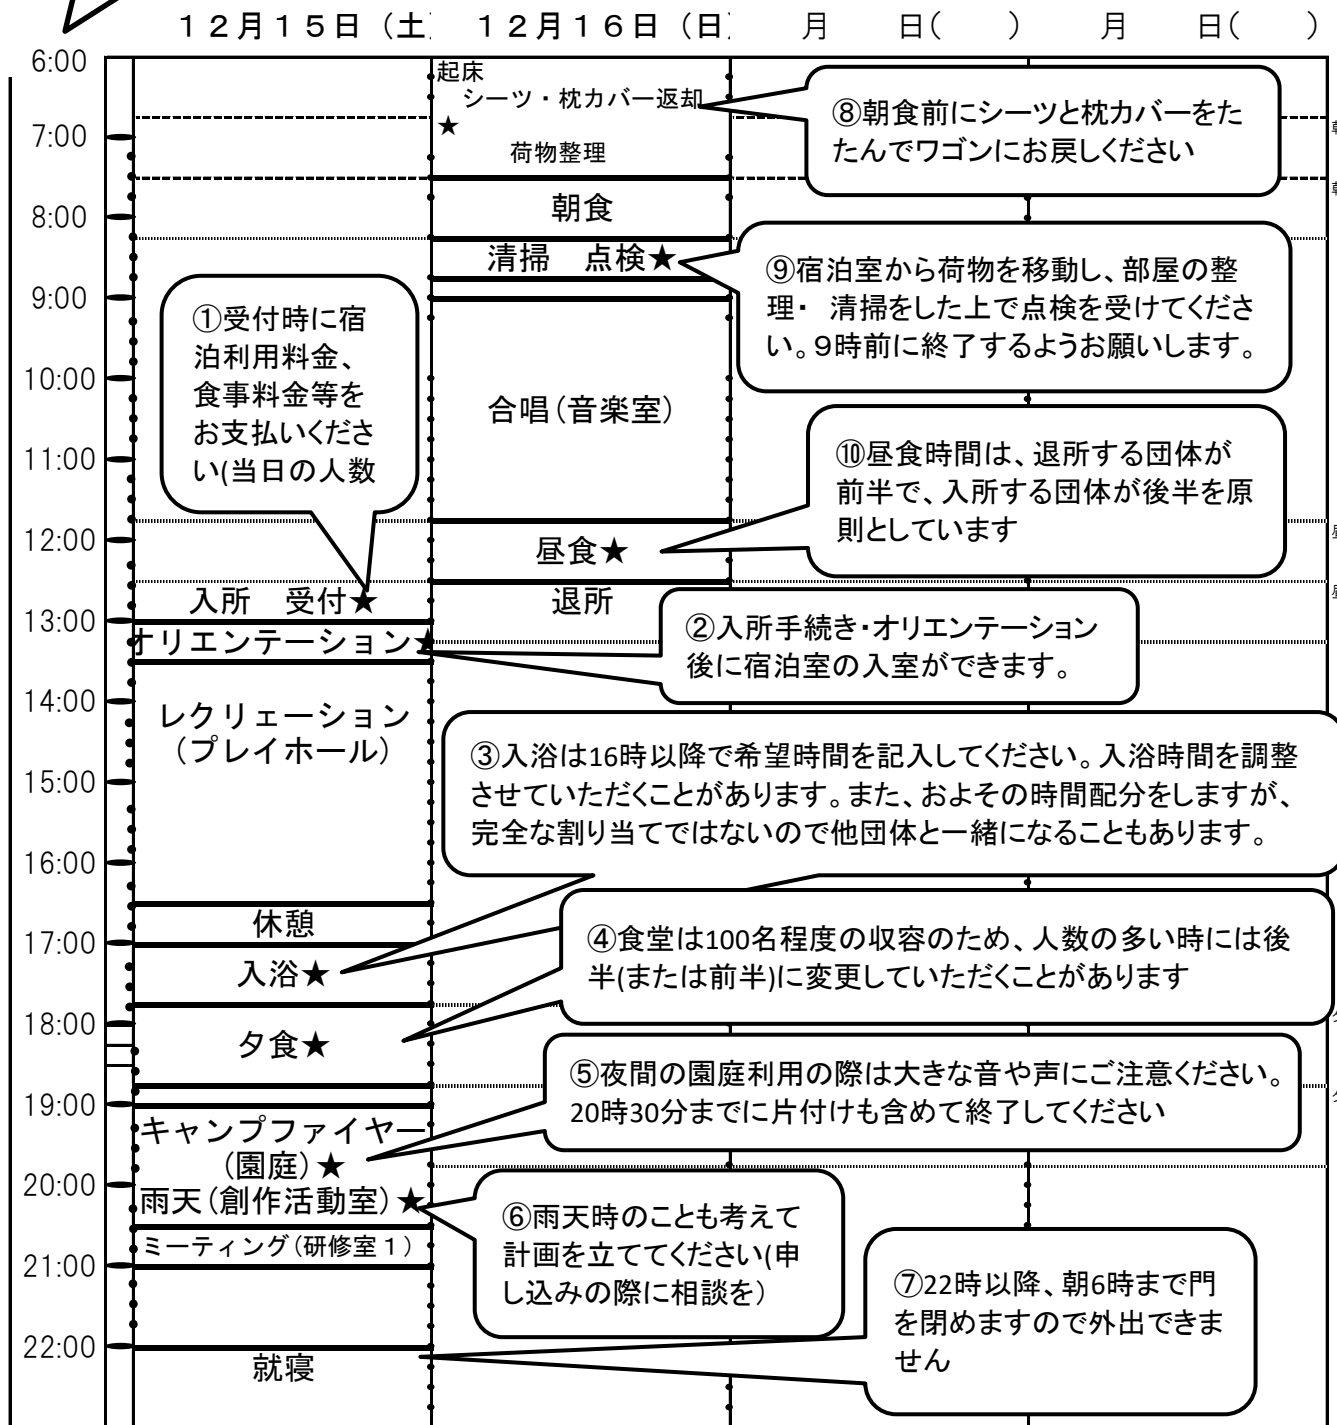 12月15日（土
12月16日（日
月　日(　)
月　日(　)
6:00
7:00
8:00
9:00
10:00
11:00
12:00
13:00
14:00
15:00
16:00
17:00
18:00
19:00
20:00
21:00
22:00
入所　受付★
オリエンテーション★
レクリェーション
（プレイホール）
休憩
入浴★
夕食★
キャンプファイヤー
（園庭）★
雨天（創作活動室）★
ミーティング（研修室１）
就寝
起床
シーツ・枕カバー返却
★
荷物整理
朝食
清掃　点検★
合唱（音楽室）
昼食★
退所
①受付時に宿
泊利用料金、
食事料金等を
お支払いくださ
い(当日の人数
⑧朝食前にシーツと枕カバーをた
たんでワゴンにお戻しください
⑨宿泊室から荷物を移動し、部屋の整
理・ 清掃をした上で点検を受けてくださ
い。９時前に終了するようお願いします。
⑩昼食時間は、退所する団体が
前半で、入所する団体が後半を原
則としています
②入所手続き・オリエンテーション
後に宿泊室の入室ができます。
③入浴は16時以降で希望時間を記入してください。入浴時間を調整
させていただくことがあります。また、およその時間配分をしますが、
完全な割り当てではないので他団体と一緒になることもあります。
④食堂は100名程度の収容のため、人数の多い時には後
半(または前半)に変更していただくことがあります
⑤夜間の園庭利用の際は大きな音や声にご注意ください。
20時30分までに片付けも含めて終了してください
⑥雨天時のことも考えて
計画を立ててください(申
し込みの際に相談を）
⑦22時以降、朝6時まで門
を閉めますので外出できま
せん